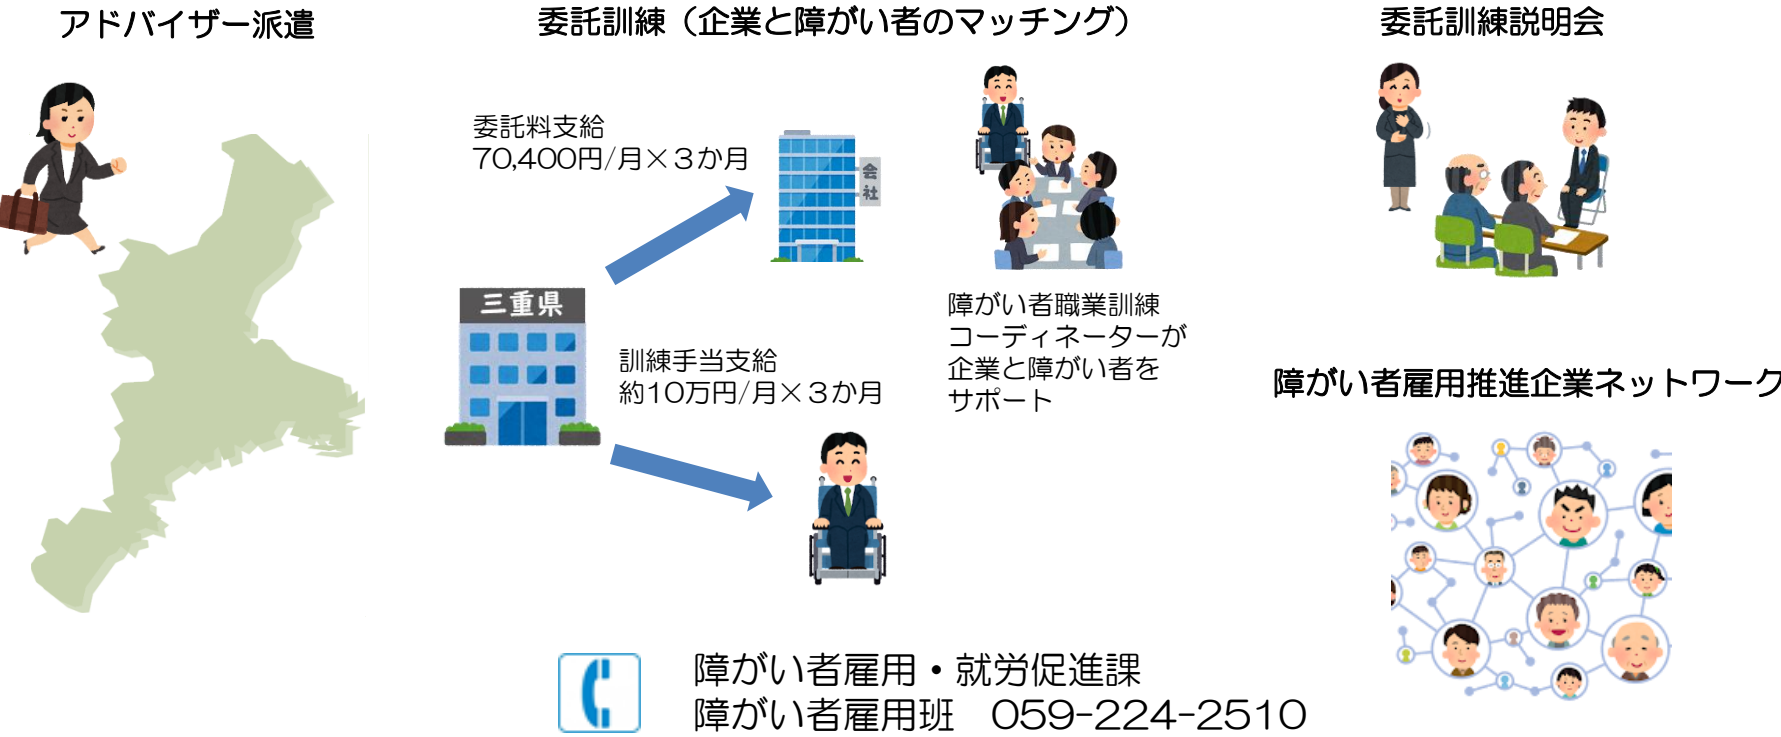 アドバイザー派遣
委託訓練（企業と障がい者のマッチング）
委託料支給
70,400円/月×３か月
会社
三重県
訓練手当支給
約10万円/月×３か月
障がい者職業訓練
コーディネーターが
企業と障がい者を
サポート
委託訓練説明会
障がい者雇用推進企業ネットワーク
障がい者雇用・就労促進課
障がい者雇用班　059-224-2510